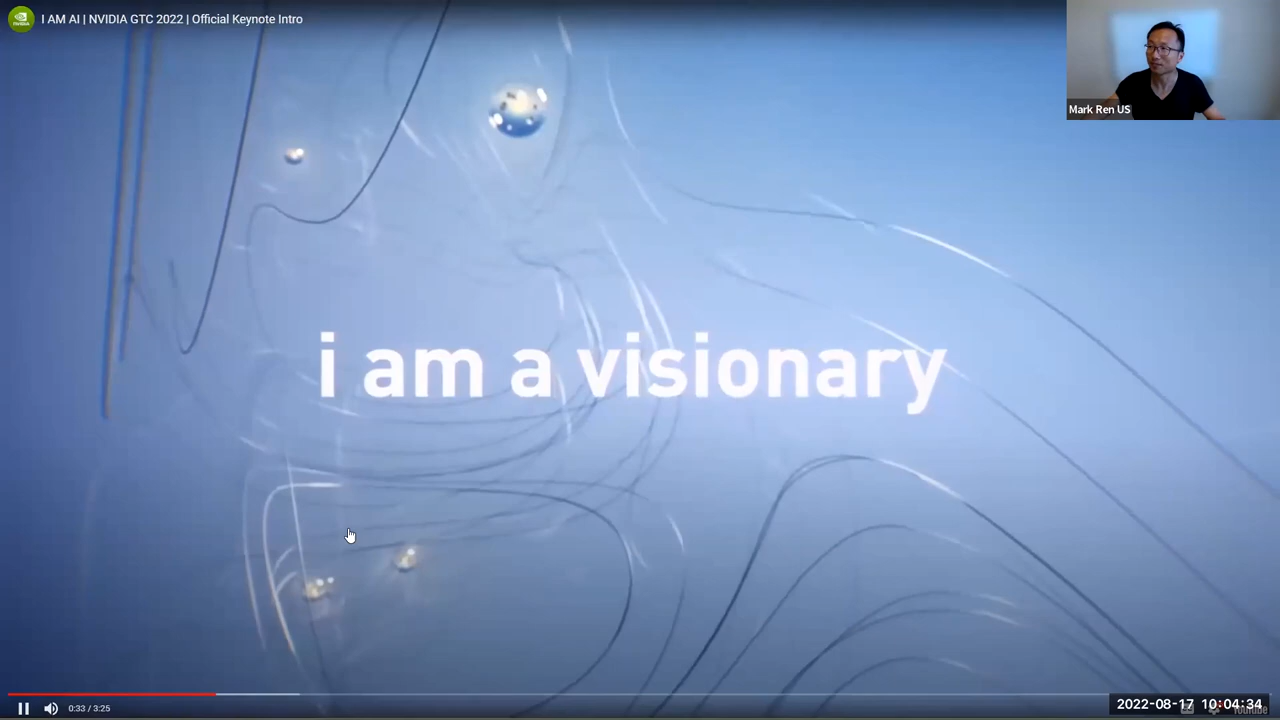 I AM AI | NVIDIA GTC 2022 | Official Keynote Intro
Mark Ren US
i am a visionary
0:33 / 3:25
2022-08-17 10:04:34